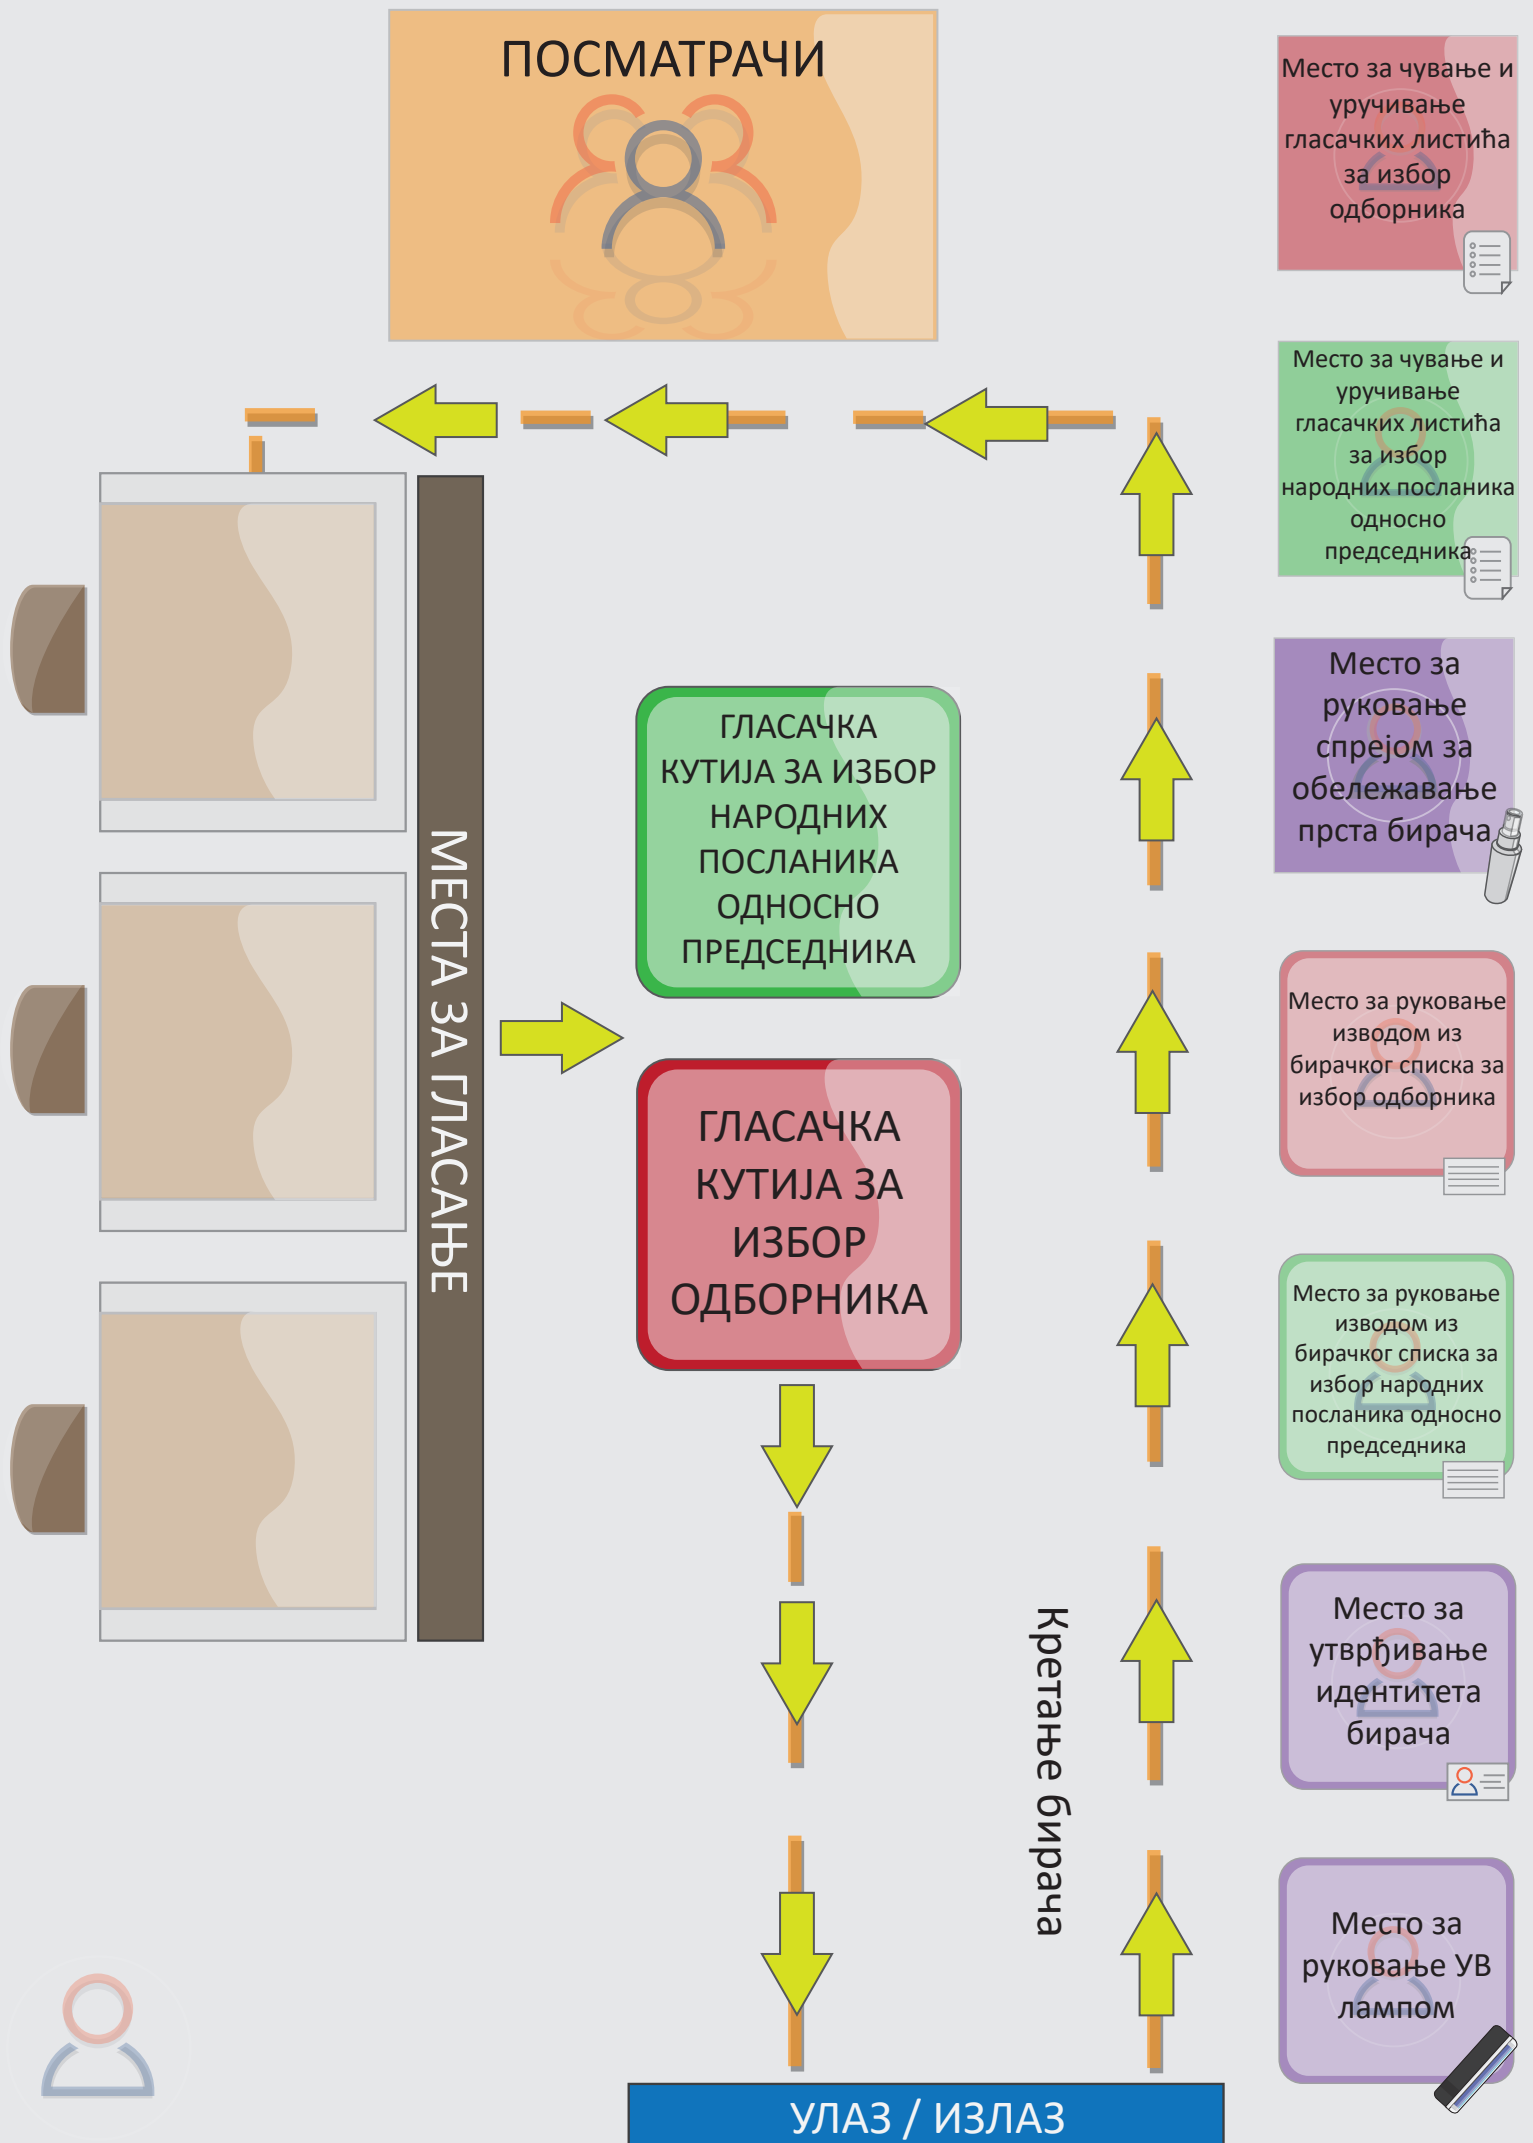 ПОСМАТРАЧИ
Место за чување и
уручивање
гласачких листића
за избор
одборника
Место за чување и
уручивање
гласачких листића
за избор
народних посланика
односно
председника
Место за
руковање
спрејом за
обележавање
прста бирача
Место за руковање
изводом из
бирачког списка за
избор одборника
Место за руковање
изводом из
бирачког списка за
избор народних
посланика односно
председника
Место за
утврђивање
идентитета
бирача
Место за
руковање УВ
лампом
МЕСТА ЗА ГЛАСАЊЕ
ГЛАСАЧКА
КУТИЈА ЗА ИЗБОР
НАРОДНИХ
ПОСЛАНИКА
ОДНОСНО
ПРЕДСЕДНИКА
ГЛАСАЧКА
КУТИЈА ЗА
ИЗБОР
ОДБОРНИКА
Кретање бирача
УЛАЗ / ИЗЛАЗ